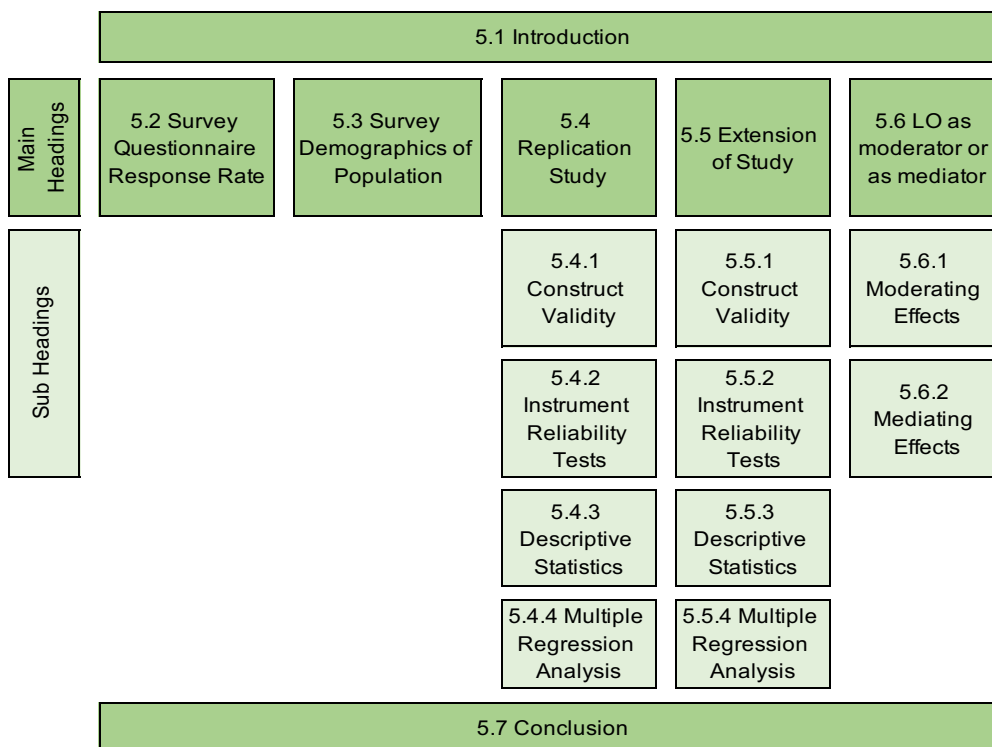 5.1 Introduction
Main
Headings
5.2 Survey
Questionnaire
Response Rate
5.3 Survey
Demographics of
Population
5.4
Replication
Study
5.5 Extension
of Study
5.6 LO as
moderator or
as mediator
Sub Headings
5.4.1
Construct
Validity
5.5.1
Construct
Validity
5.6.1
Moderating
Effects
5.4.2
Instrument
Reliability
Tests
5.5.2
Instrument
Reliability
Tests
5.6.2
Mediating
Effects
5.4.3
Descriptive
Statistics
5.5.3
Descriptive
Statistics
5.4.4 Multiple
Regression
Analysis
5.5.4 Multiple
Regression
Analysis
5.7 Conclusion